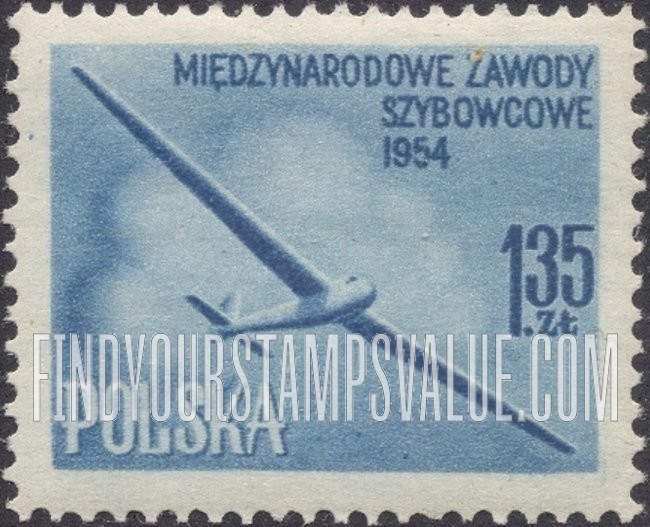 MIĘDZYNARODOWE ZAWODY
SZYBOWCOWE
1954
1.35
zł
FINDYOURSTAMPSVALUE.COM
POLSKA